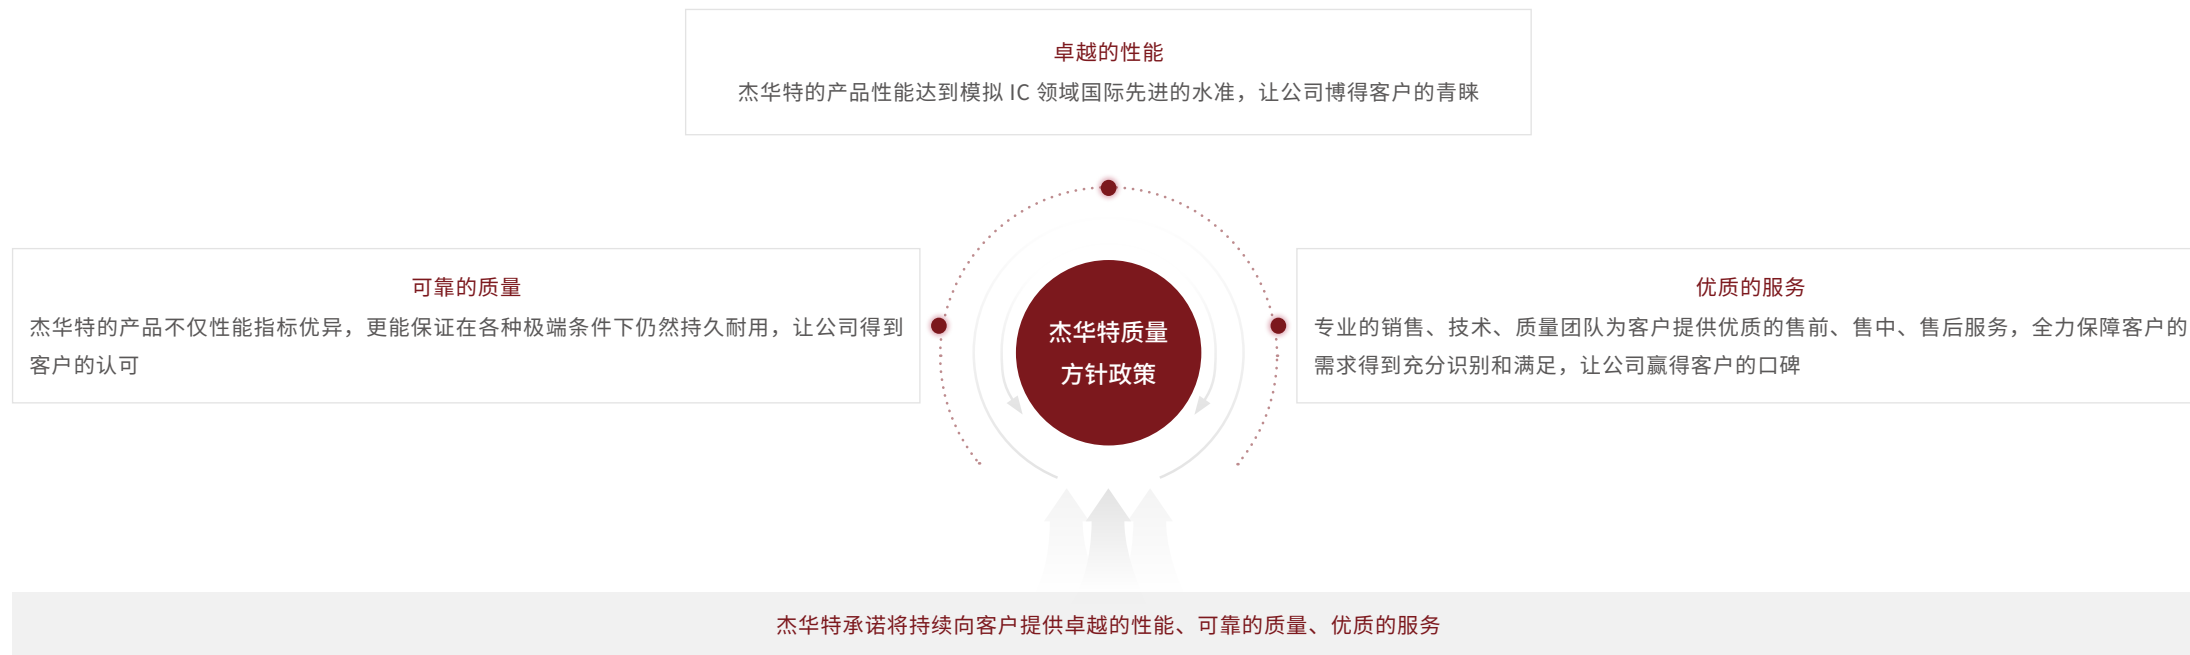 卓越的性能
杰华特的产品性能达到模拟 IC 领域国际先进的水准，让公司博得客户的青睐
可靠的质量
杰华特的产品不仅性能指标优异，更能保证在各种极端条件下仍然持久耐用，让公司得到
客户的认可
杰华特质量
方针政策
优质的服务
专业的销售、技术、质量团队为客户提供优质的售前、售中、售后服务，全力保障客户的
需求得到充分识别和满足，让公司赢得客户的口碑
杰华特承诺将持续向客户提供卓越的性能、可靠的质量、优质的服务